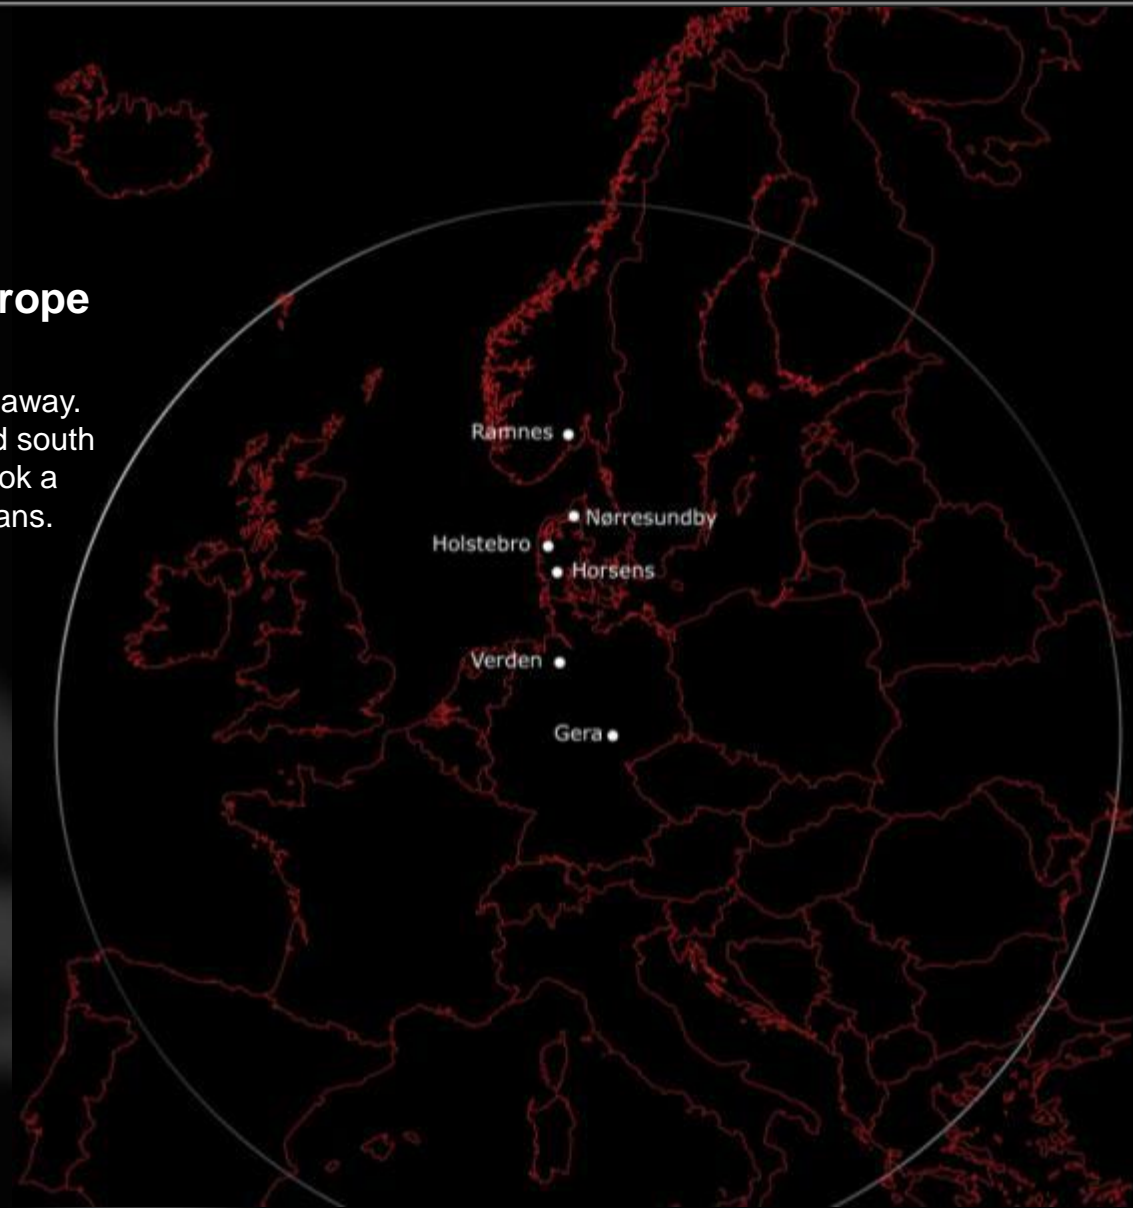 rope
away.
d south
ok a
ans.
Ramnes
Nørresundby
Holstebro
Horsens
Verden
Gera